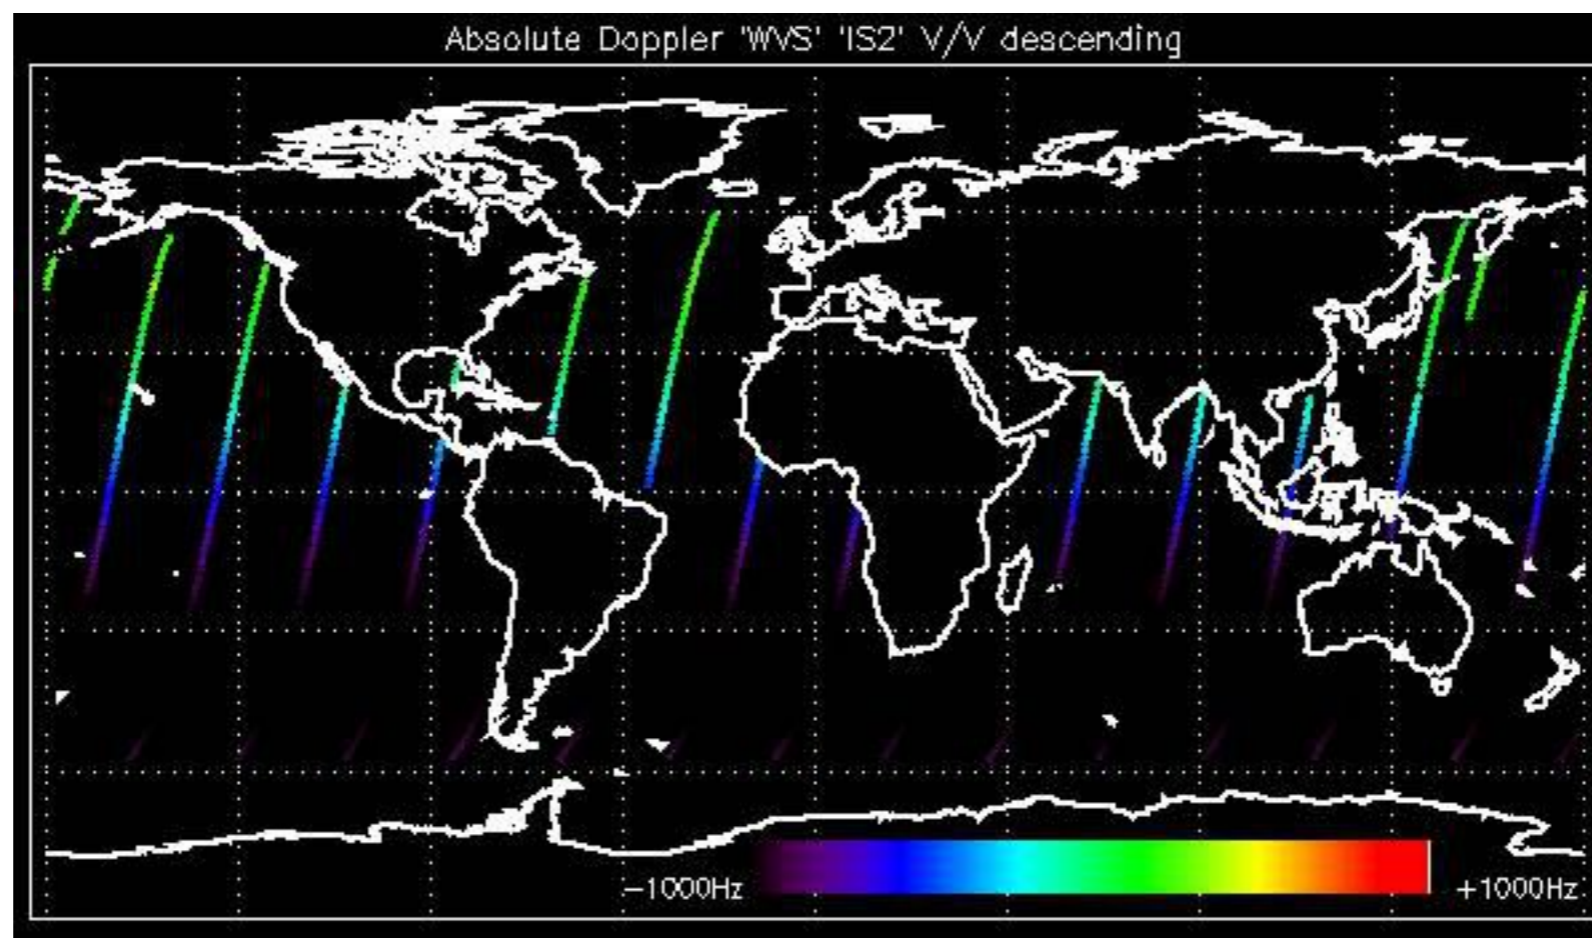 Absolute Doppler 'WVS' 'IS2' V/V descending
−1000Hz +1000Hz